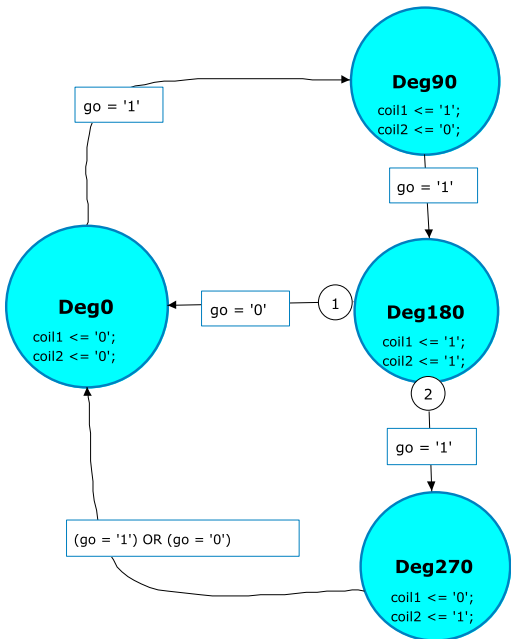 Deg90
coil1 <= '1';
coil2 <= '0';
go = '1'
go = '1'
Deg0
coil1 <= '0';
coil2 <= '0';
go = '0'
1
Deg180
coil1 <= '1';
coil2 <= '1';
2
go = '1'
(go = '1') OR (go = '0')
Deg270
coil1 <= '0';
coil2 <= '1';